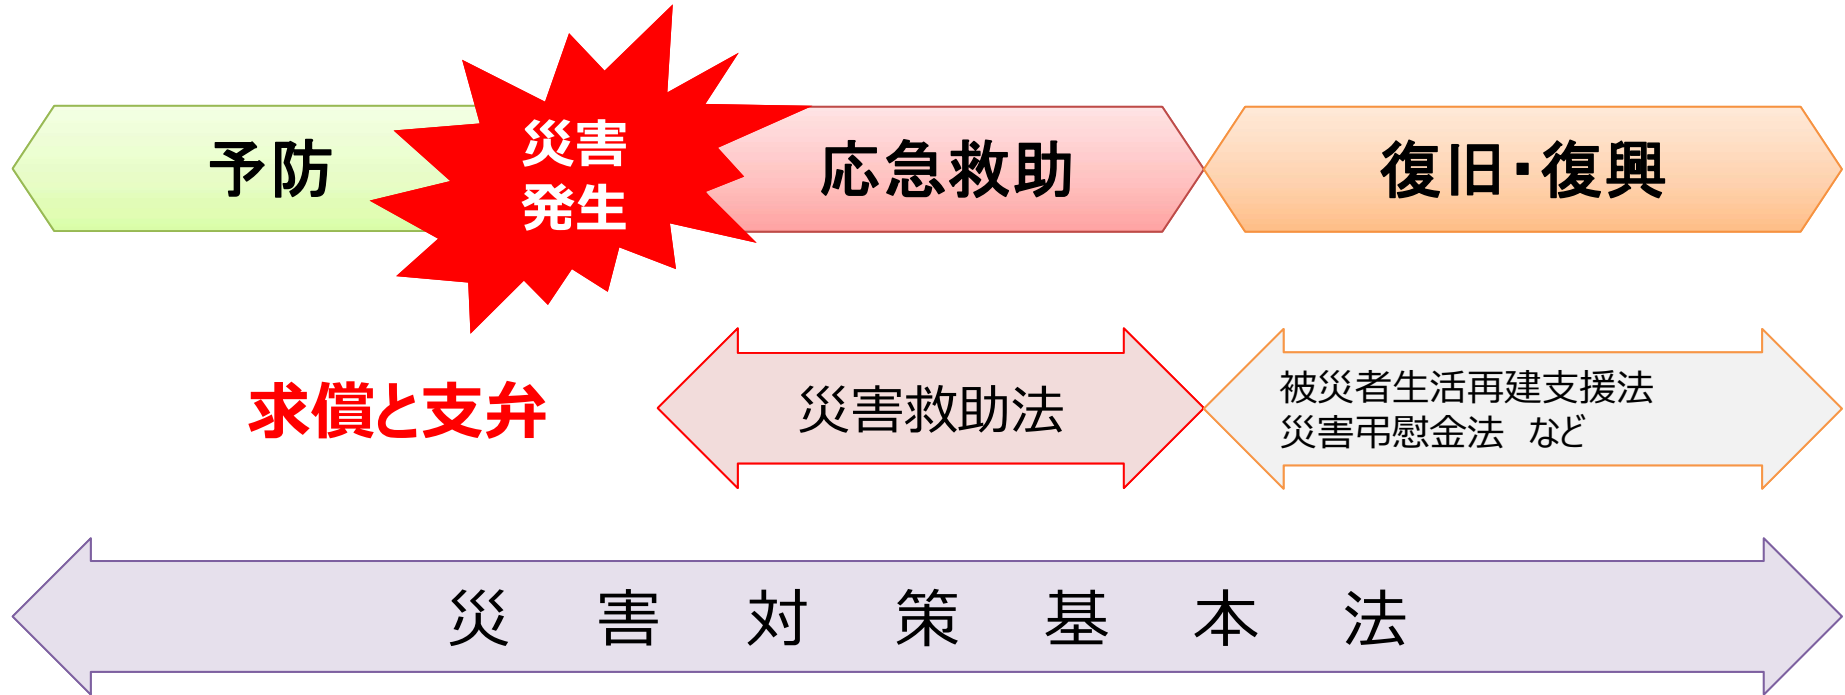 予防
災害
発生
応急救助
復旧・復興
求償と支弁
災害救助法
被災者生活再建支援法
災害弔慰金法　など
災害対策基本法